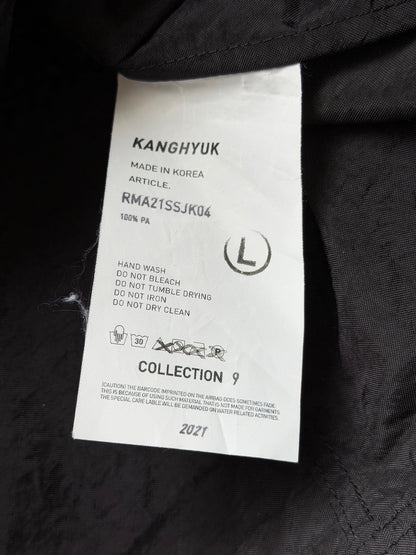 KANGHYUK
MADE IN KOREA
ARTICLE.
RMA21SSJK04
100% PA
L
HAND WASH
DO NOT BLEACH
DO NOT TUMBLE DRYING
DO NOT IRON
DO NOT DRY CLEAN
30 P
COLLECTION 9
(CAUTION) THE BARCODE IMPRINTED ON THE AIRBAG DOES SOMETIMES FADE.
THIS IS BECAUSE OF USING SUCH MATERIAL THAT IS NOT MADE FOR GARMENTS.
THE SPECIAL CARE LABLE WILL BE DEMANDED ON WATER RELATED ACTIVITIES.
2021